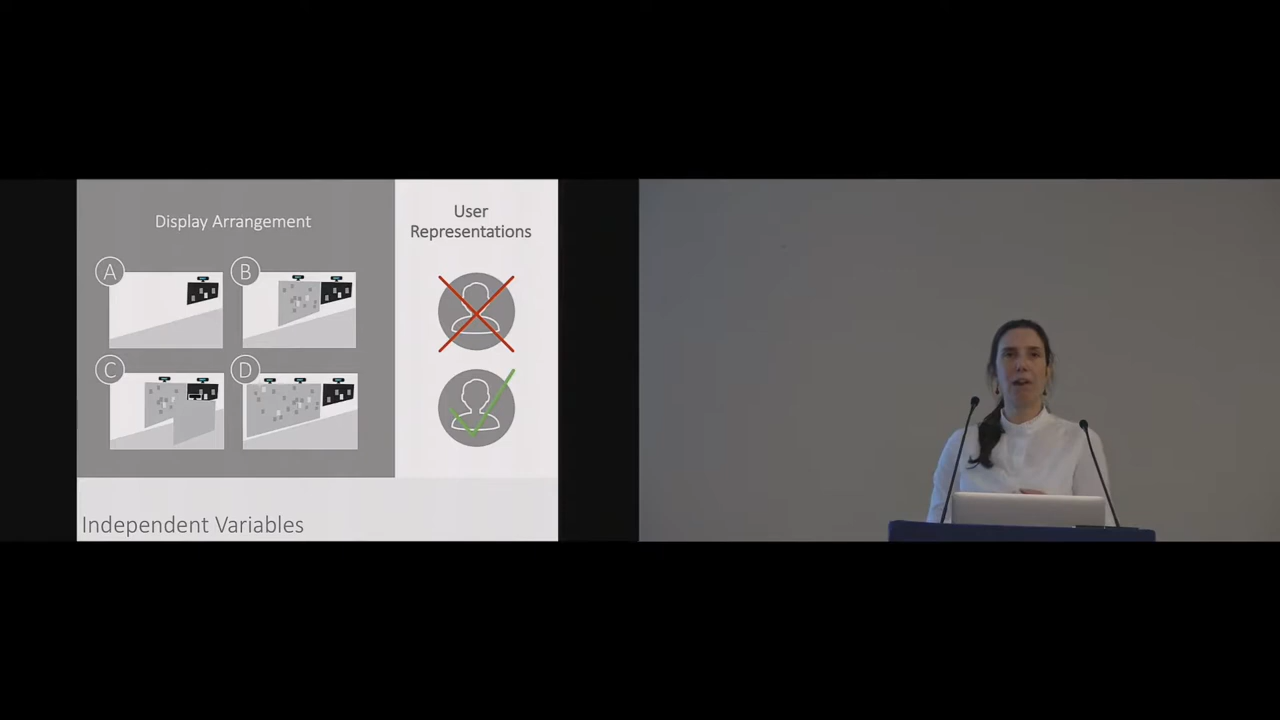 Display Arrangement
User
Representations
A
B
C
D
Independent Variables